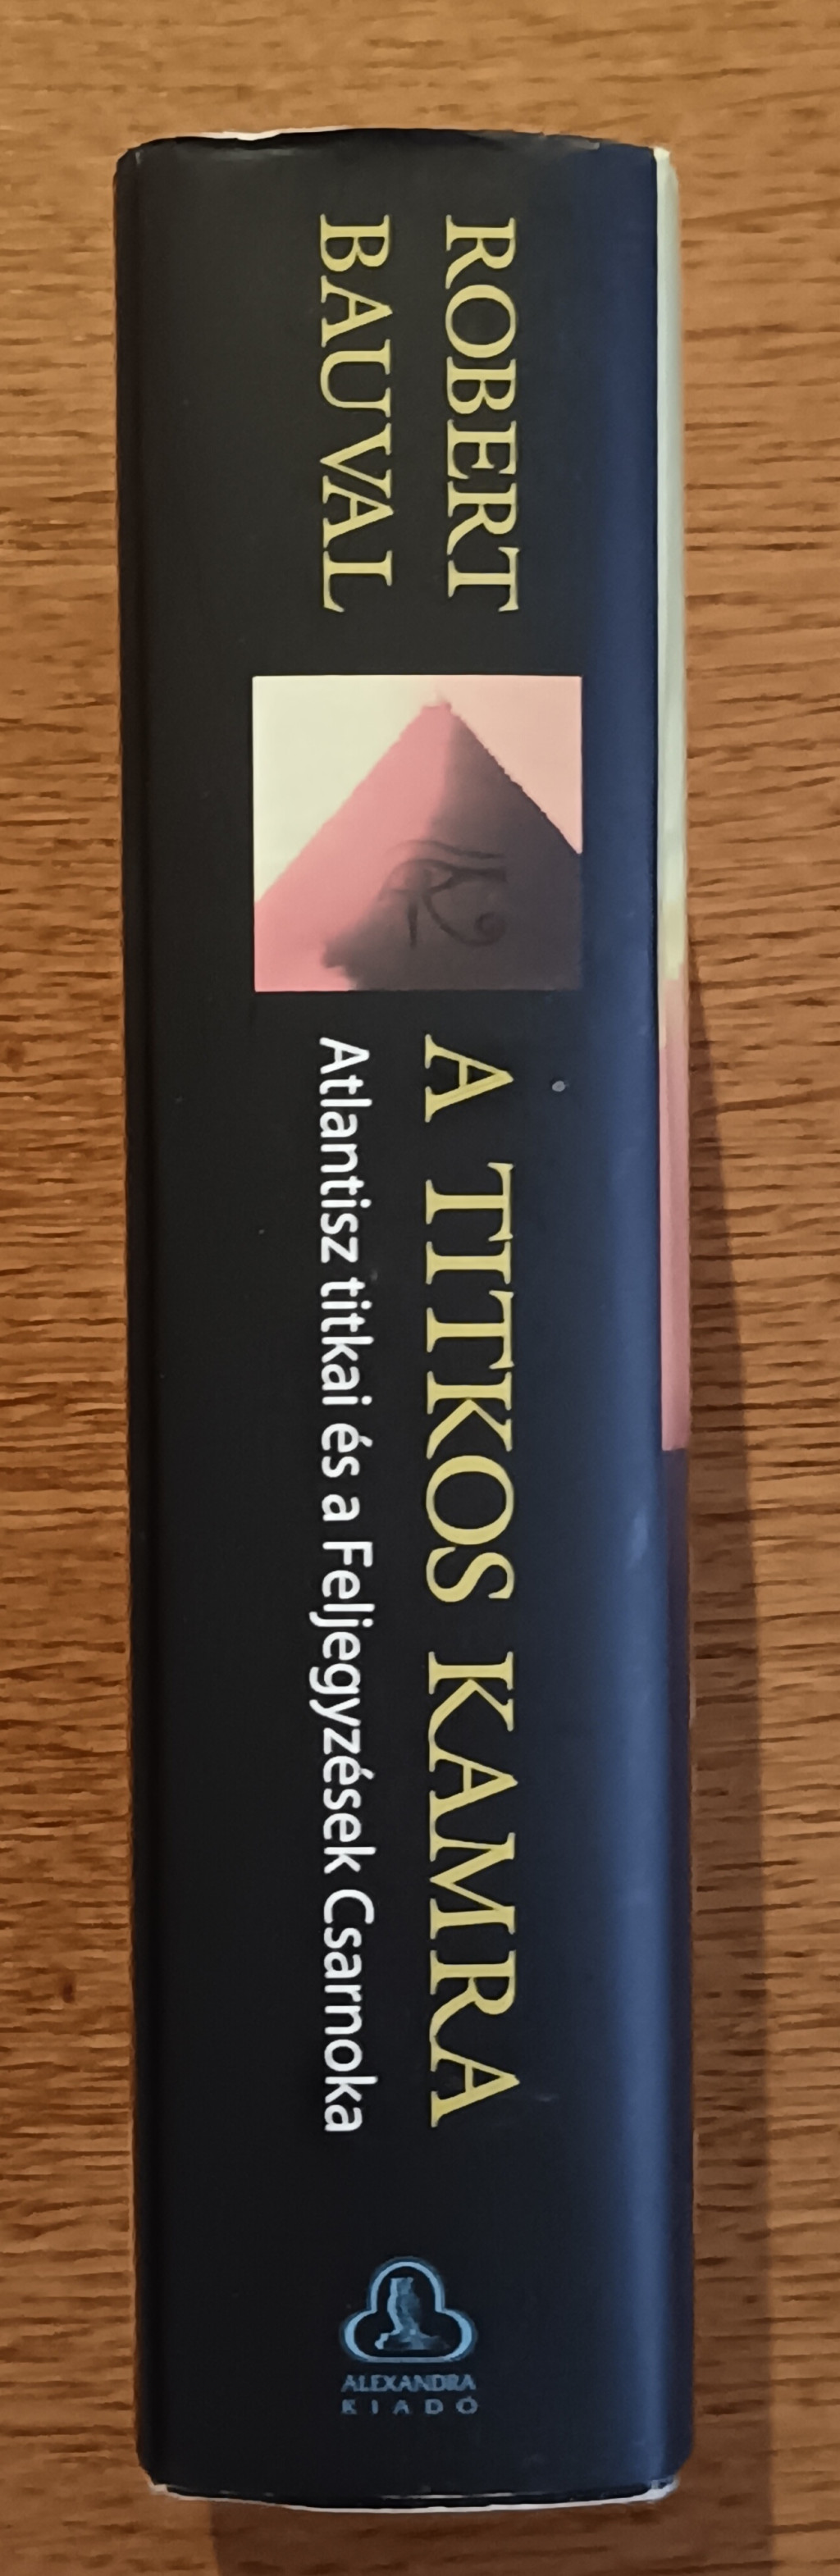 ROBERT
BAUVAL
A TITKOS KAMRA
Atlantisz titkai és a Feljegyzések Csarnoka
ALEXANDRA
KIADÓ